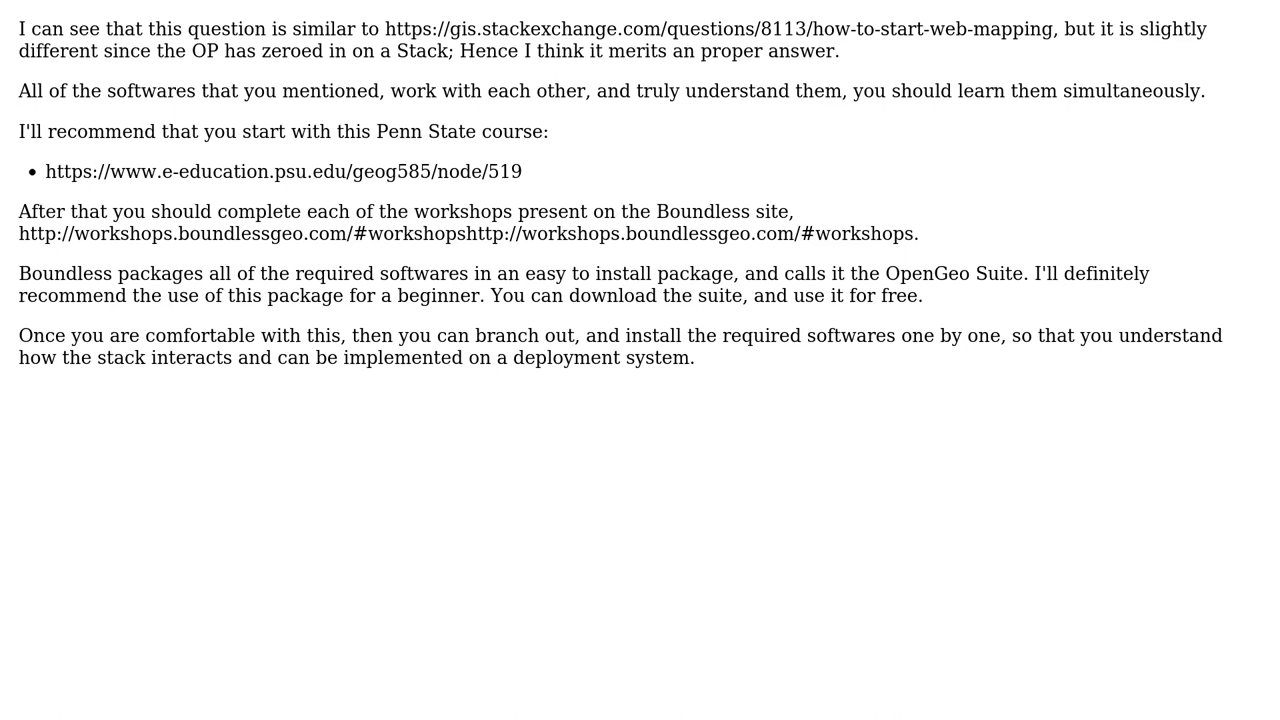 I can see that this question is similar to https://gis.stackexchange.com/questions/8113/how-to-start-web-mapping, but it is slightly
different since the OP has zeroed in on a Stack; Hence I think it merits an proper answer.
All of the softwares that you mentioned, work with each other, and truly understand them, you should learn them simultaneously.
I'll recommend that you start with this Penn State course:
• https://www.e-education.psu.edu/geog585/node/519
After that you should complete each of the workshops present on the Boundless site,
http://workshops.boundlessgeo.com/#workshopshttp://workshops.boundlessgeo.com/#workshops.
Boundless packages all of the required softwares in an easy to install package, and calls it the OpenGeo Suite. I'll definitely
recommend the use of this package for a beginner. You can download the suite, and use it for free.
Once you are comfortable with this, then you can branch out, and install the required softwares one by one, so that you understand
how the stack interacts and can be implemented on a deployment system.